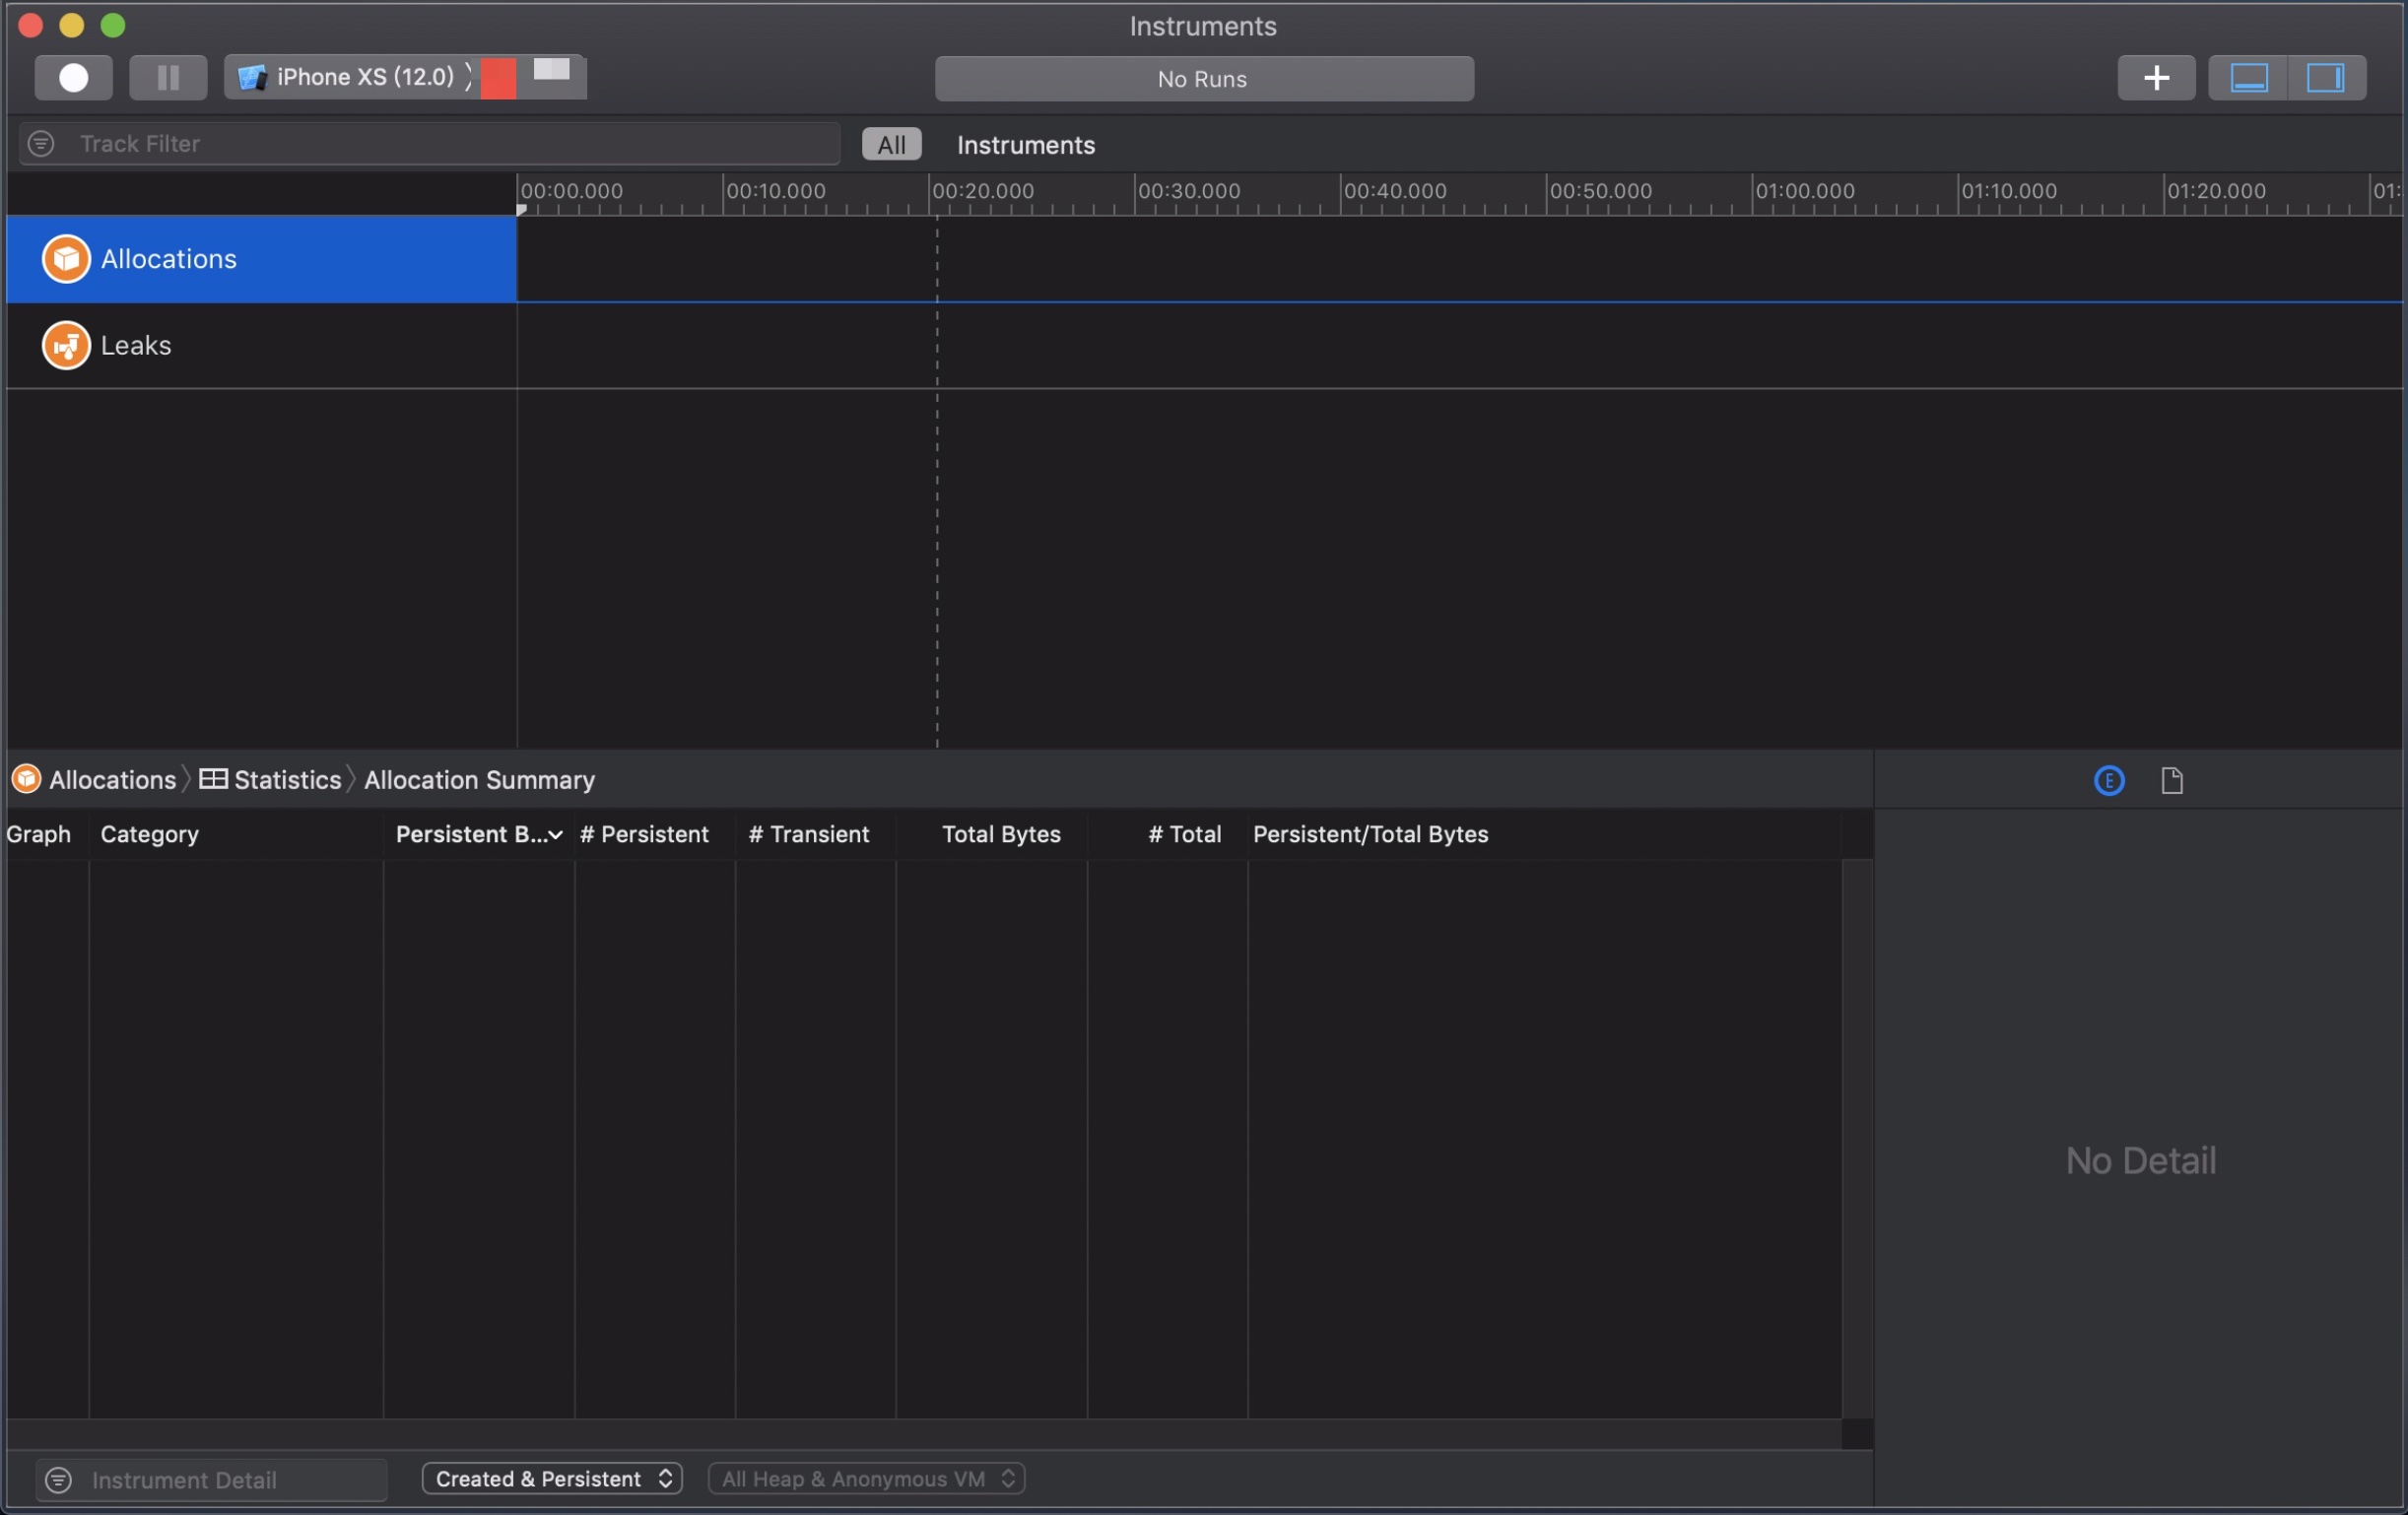 Instruments
iPhone XS (12.0)
No Runs
Track Filter
All
Instruments
00:00.000
00:10.000
00:20.000
00:30.000
00:40.000
00:50.000
01:00.000
01:10.000
01:20.000
01:
Allocations
Leaks
Allocations
Statistics
Allocation Summary
E
Graph
Category
Persistent B...
# Persistent
# Transient
Total Bytes
# Total
Persistent/Total Bytes
No Detail
Instrument Detail
Created & Persistent
All Heap & Anonymous VM